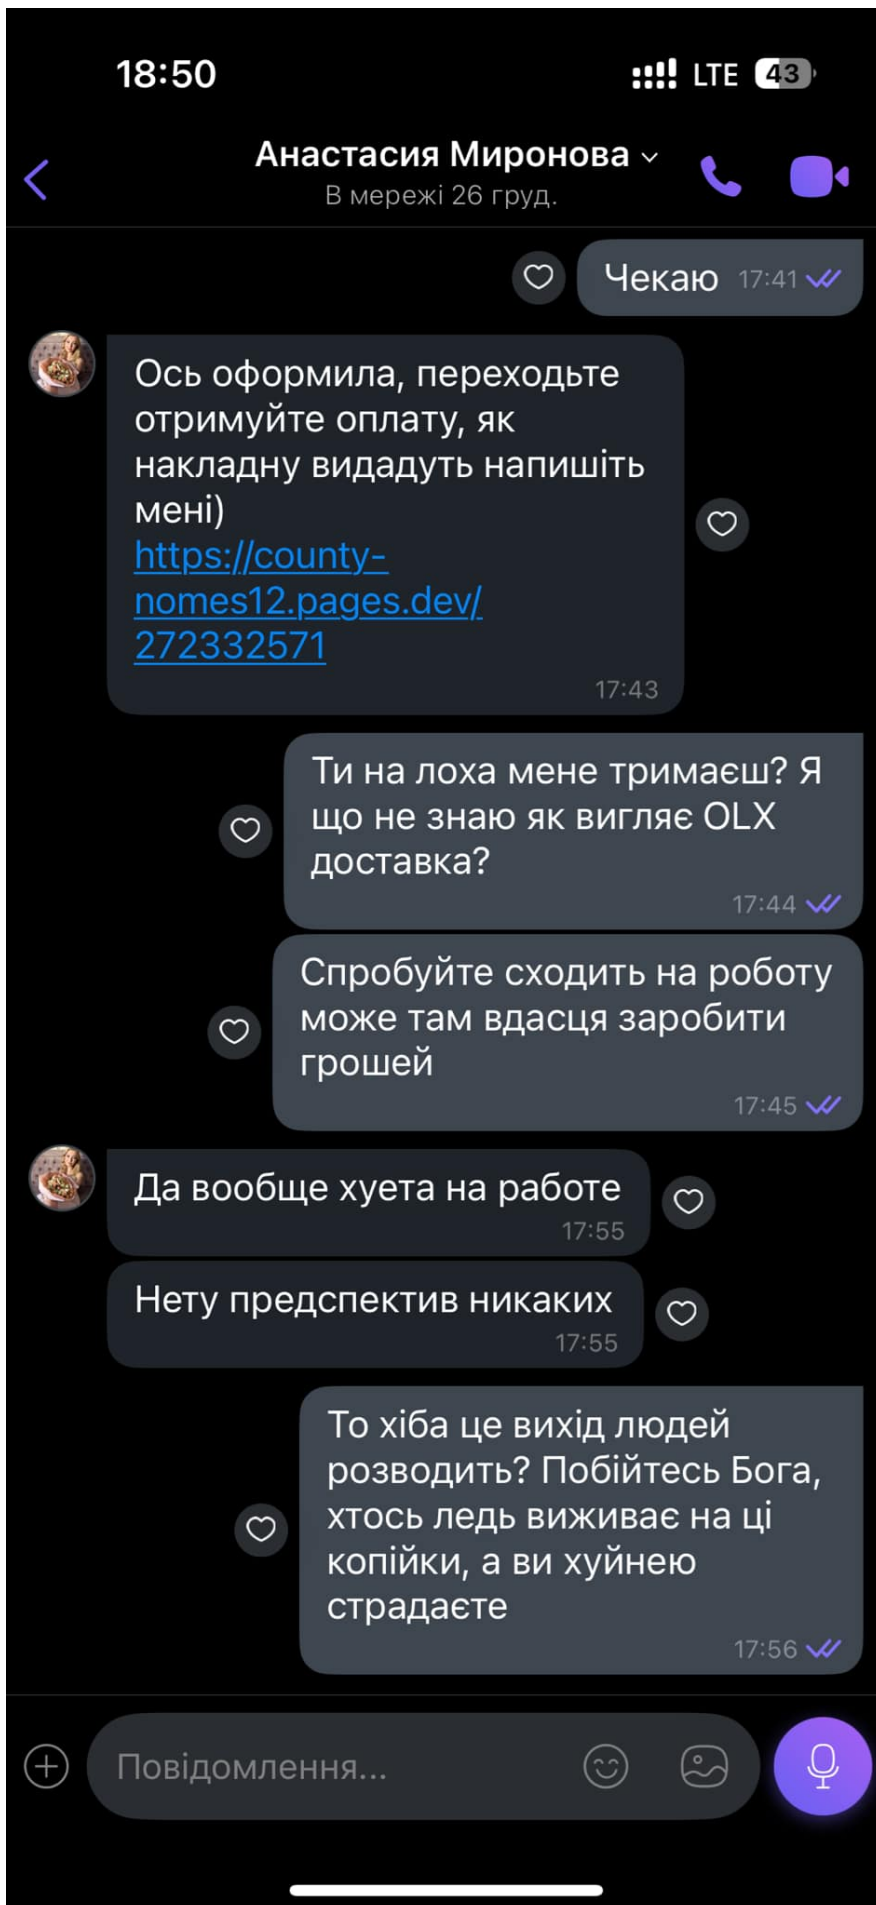 18:50
LTE 43
Анастасия Миронова
В мережі 26 груд.
Чекаю 17:41
Ось оформила, переходьте
отримуйте оплату, як
накладну видадуть напишіть
мені)
https://county-
nomes12.pages.dev/
272332571
17:43
Ти на лоха мене тримаєш? Я
що не знаю як вигляє OLX
доставка?
17:44
Спробуйте сходить на роботу
може там вдасця заробити
грошей
17:45
Да вообще хуета на работе
17:55
Нету предспектив никаких
17:55
То хіба це вихід людей
розводить? Побійтесь Бога,
хтось ледь виживає на ці
копійки, а ви хуйнею
страдаєте
17:56
Повідомлення...